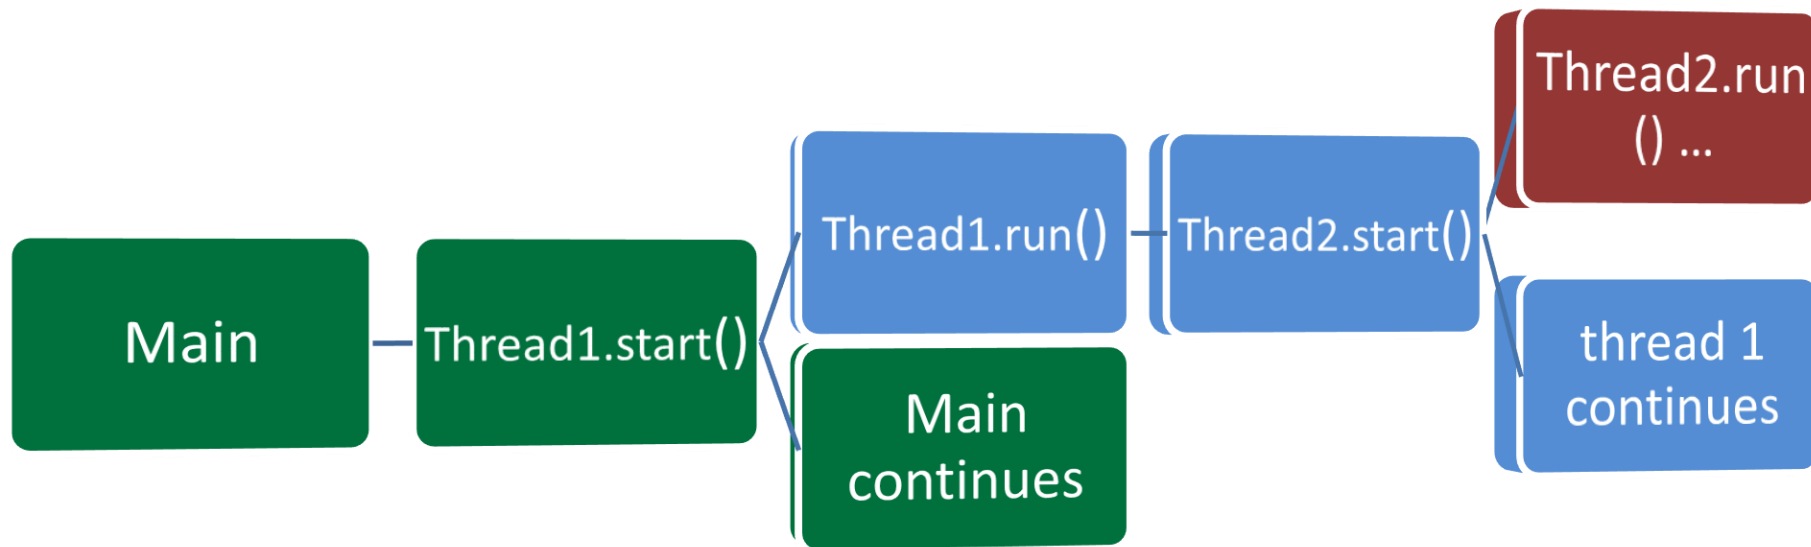 Main
Thread1.start()
Thread1.run()
Main
continues
Thread2.start()
Thread2.run
() ...
thread 1
continues